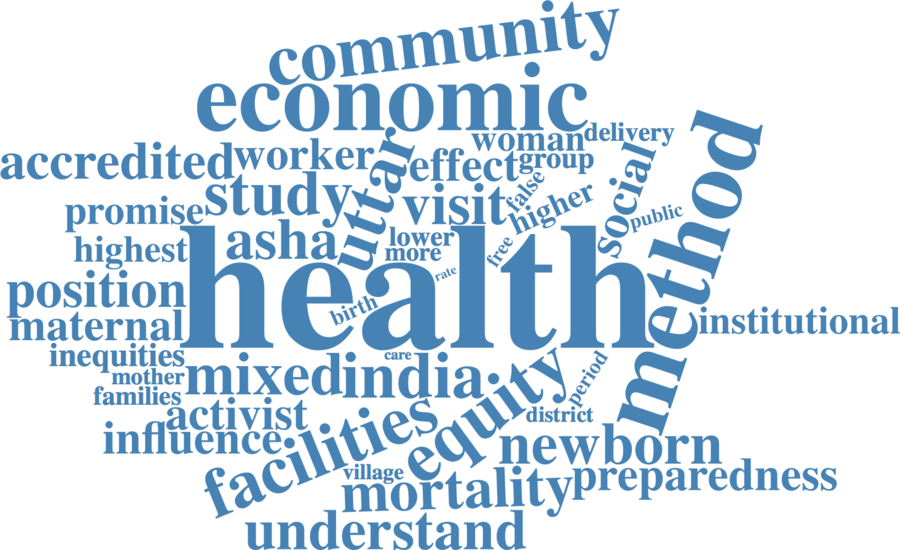 community
economic
woman
delivery
accredited
worker
uttar
effect
group
social
method
study
visit
false
higher
promise
public
asha
lower
highest
more
free
health
rate
position
birth
maternal
institutional
inequities
care
mother
mixed
india
equity
period
families
activist
facilities
district
influence
newborn
village
mortality
preparedness
understand